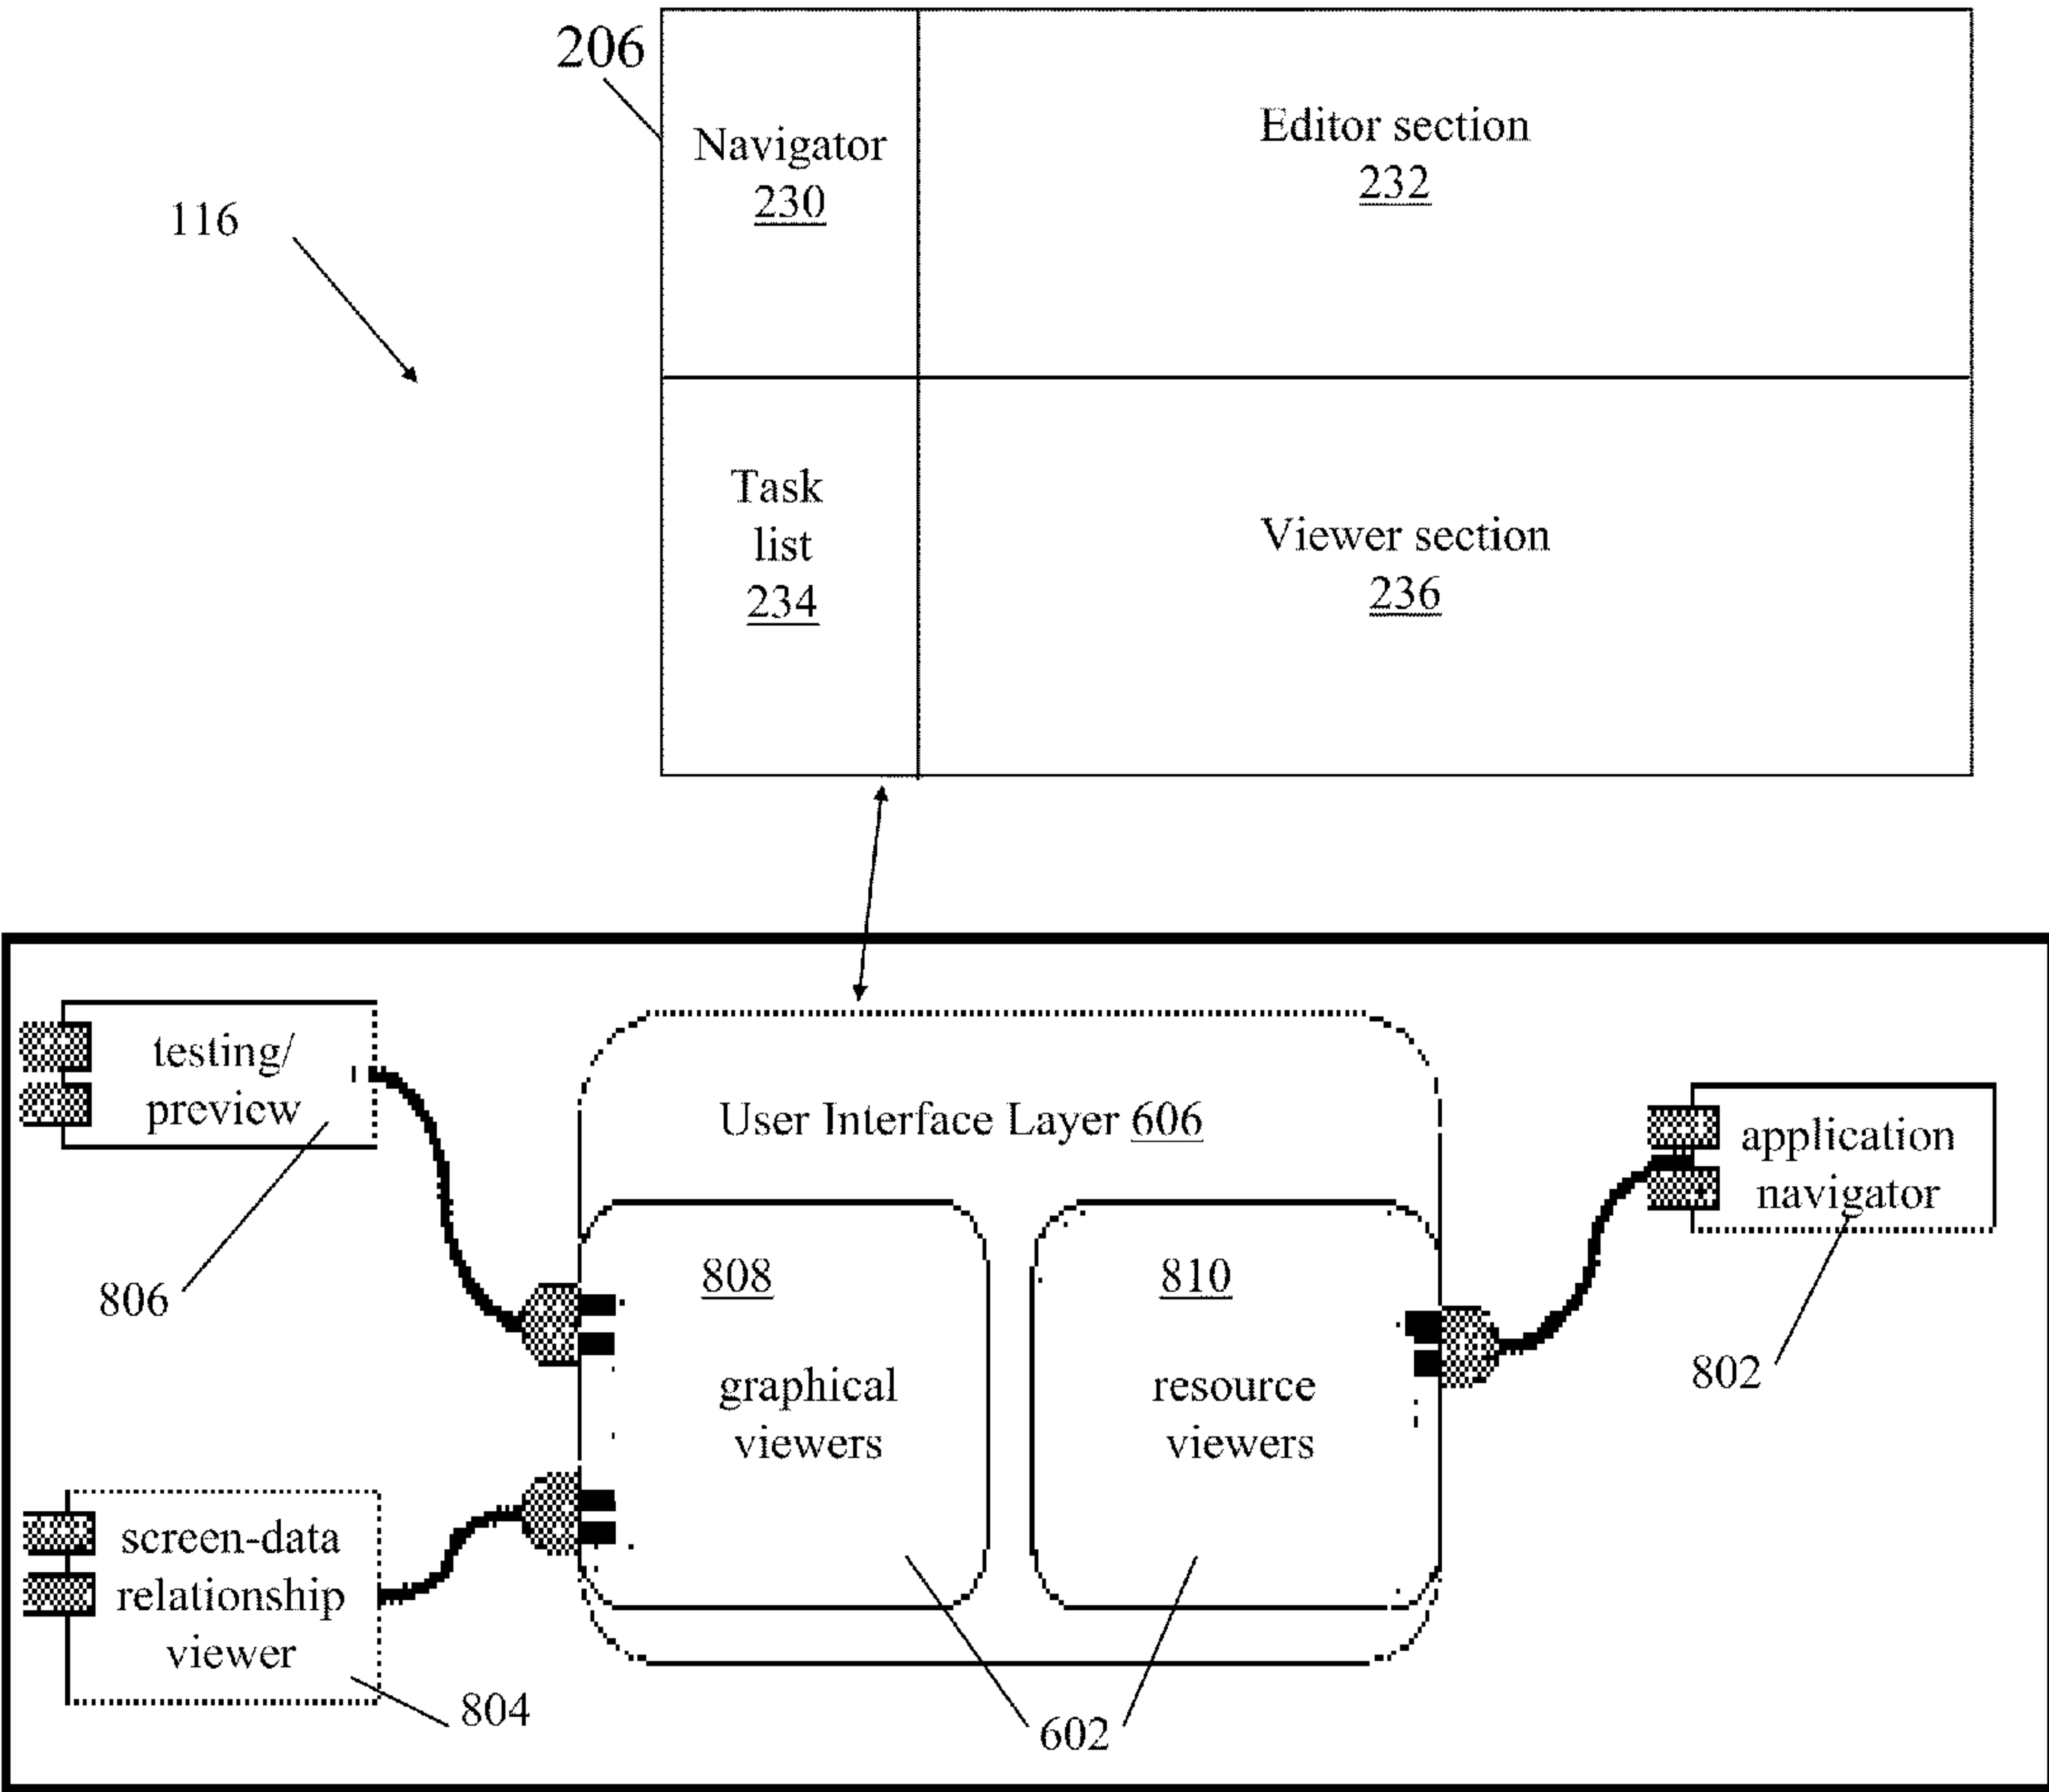 206
Navigator
230
Editor section
232
116
Task
list
234
Viewer section
236
testing/
preview
806
User Interface Layer 606
808
graphical
viewers
810
resource
viewers
application
navigator
802
screen-data
relationship
viewer
804
602